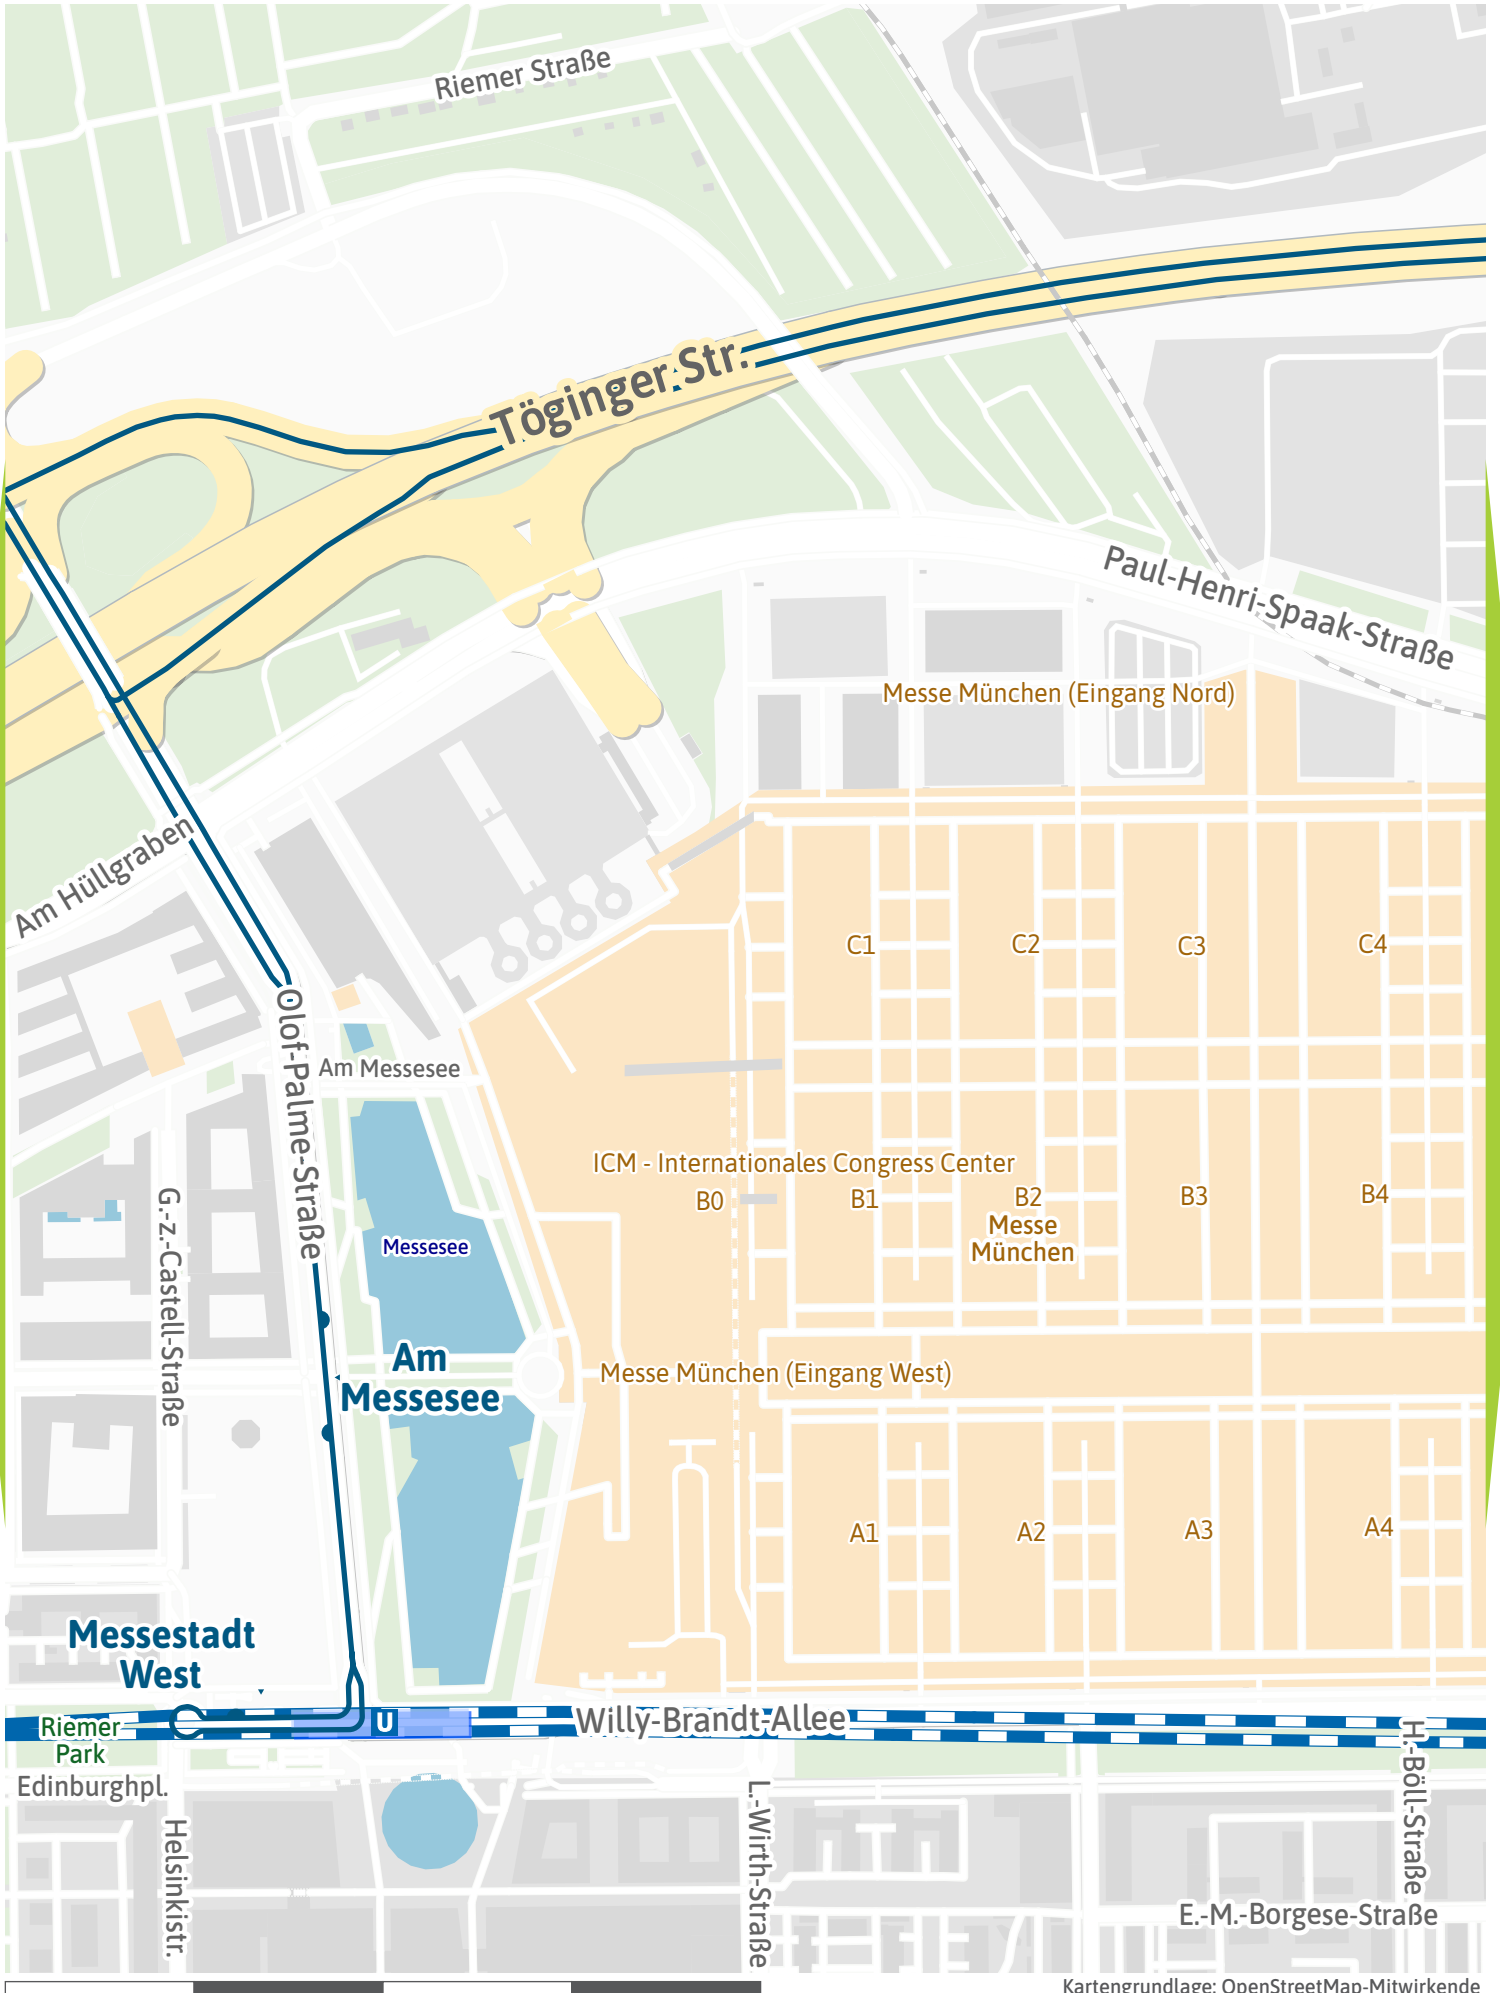 Riemer Straße
Töginger Str.
Paul-Henri-Spaak-Straße
Messe München (Eingang Nord)
Am Hüllgraben
C1
C2
C3
C4
Olof-Palme-Straße
Am Messesee
ICM - Internationales Congress Center
B0
B1
B2
B3
B4
Messe
München
G.-z.-Castell-Straße
Messesee
Am
Messesee
Messe München (Eingang West)
A1
A2
A3
A4
Messestadt
West
U
Willy-Brandt-Allee
Riemer
Park
Edinburghpl.
Helsinkistr.
L.-Wirth-Straße
H.-Böll-Straße
E.-M.-Borgese-Straße
Kartengrundlage: OpenStreetMap-Mitwirkende